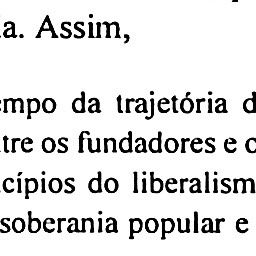 a. Assim,
empo da trajetória d
tre os fundadores e o
cípios do liberalism
soberania popular e